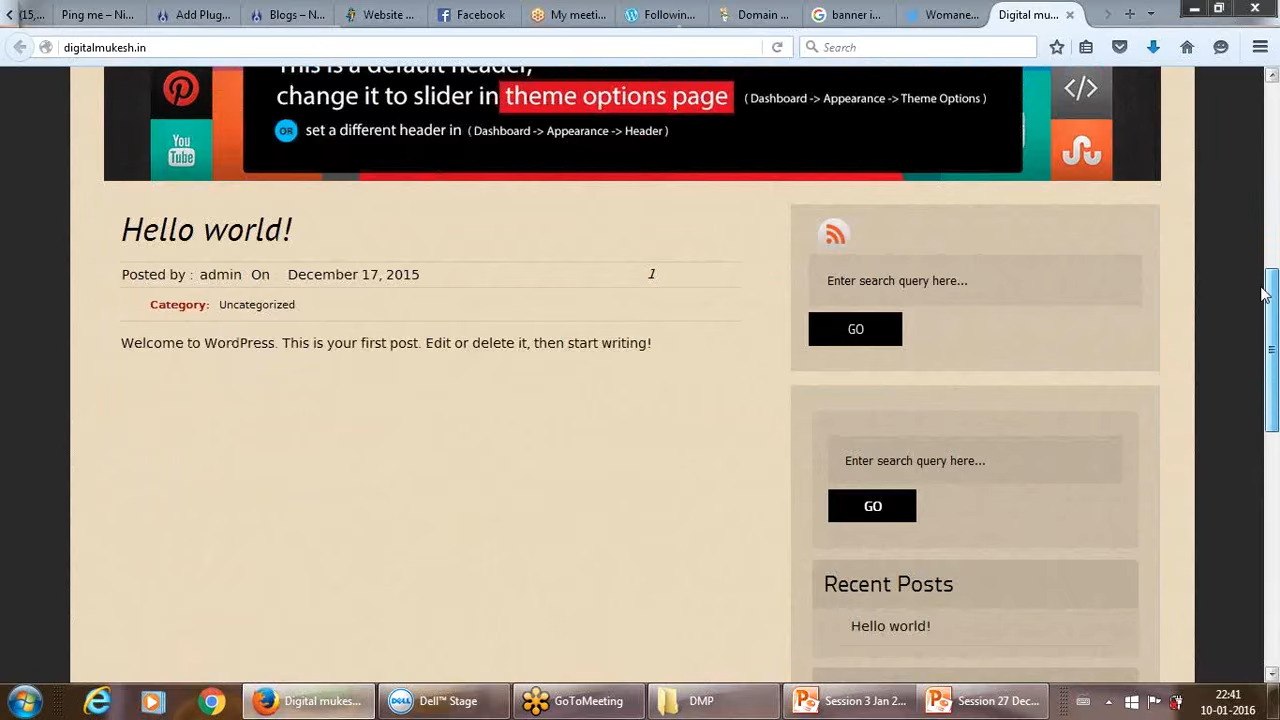 15,...
Ping me – N...
Add Plug...
Blogs – N...
Website ...
Facebook
My meeti...
Followin...
Domain ...
banner i...
Womane...
Digital mu...
digitalmukesh.in
Search
This is a default header,
change it to slider in theme options page ( Dashboard -> Appearance -> Theme Options )
OR set a different header in ( Dashboard -> Appearance -> Header )
You
Tube
</>
Hello world!
Posted by : admin On December 17, 2015 1
Category: Uncategorized
Welcome to WordPress. This is your first post. Edit or delete it, then start writing!
Enter search query here...
GO
Enter search query here...
GO
Recent Posts
Hello world!
Digital mukes...
DELL
Dell™ Stage
GoToMeeting
DMP
Session 3 Jan 2...
Session 27 Dec...
22:41
10-01-2016